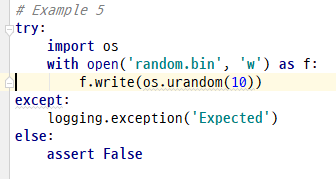 # Example 5
try:
    import os
    with open('random.bin', 'w') as f:
        f.write(os.urandom(10))
except:
    logging.exception('Expected')
else:
    assert False